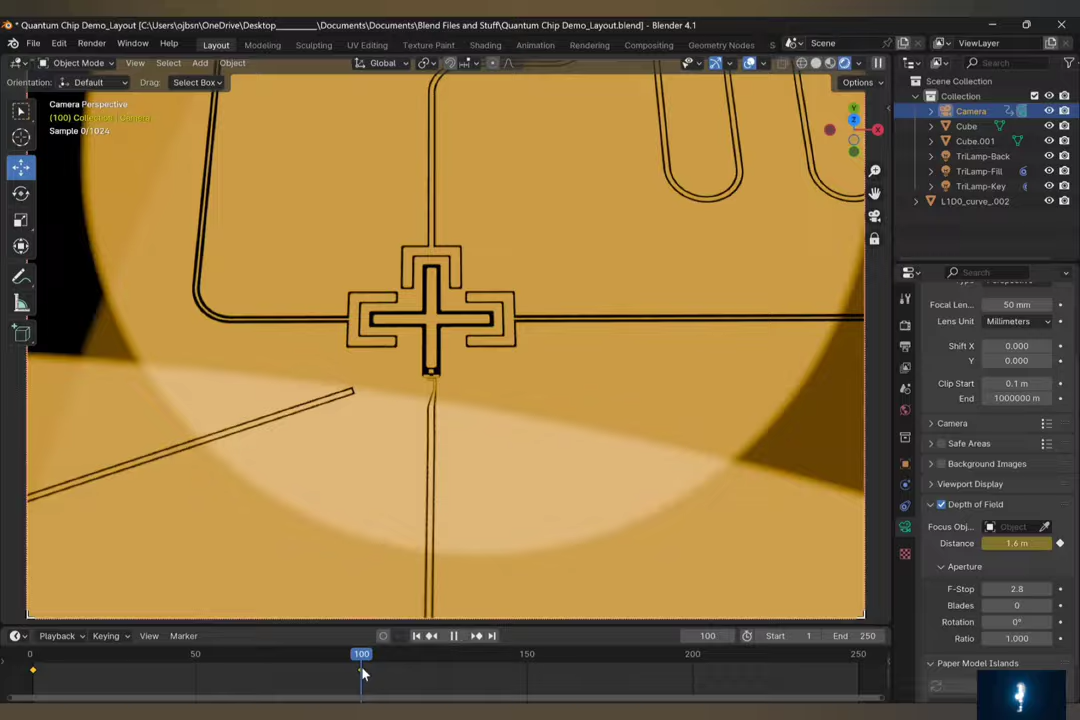 * Quantum Chip Demo_Layout [C:\Users\ojbsn\OneDrive\Desktop_________\Documents\Documents\Blend Files and Stuff\Quantum Chip Demo_Layout.blend] - Blender 4.1
File Edit Render Window Help Layout Modeling Sculpting UV Editing Texture Paint Shading Animation Rendering Compositing Geometry Nodes S Scene ViewLayer
Object Mode View Select Add Object Global Search
Orientation: Default Drag: Select Box Options
Scene Collection
Collection
Camera
Cube
Cube.001
TriLamp-Back
TriLamp-Fill
TriLamp-Key
L1D0_curve_.002
Camera Perspective
(100) Collection | Camera
Sample 0/1024
Y
Z
X
Search
Focal Len... 50 mm
Lens Unit Millimeters
Shift X 0.000
Y 0.000
Clip Start 0.1 m
End 1000000 m
Camera
Safe Areas
Background Images
Viewport Display
Depth of Field
Focus Obj... Object
Distance 1.6 m
Aperture
F-Stop 2.8
Blades 0
Rotation 0°
Ratio 1.000
Paper Model Islands
Playback Keying View Marker 100 Start 1 End 250
0 50 100 150 200 250